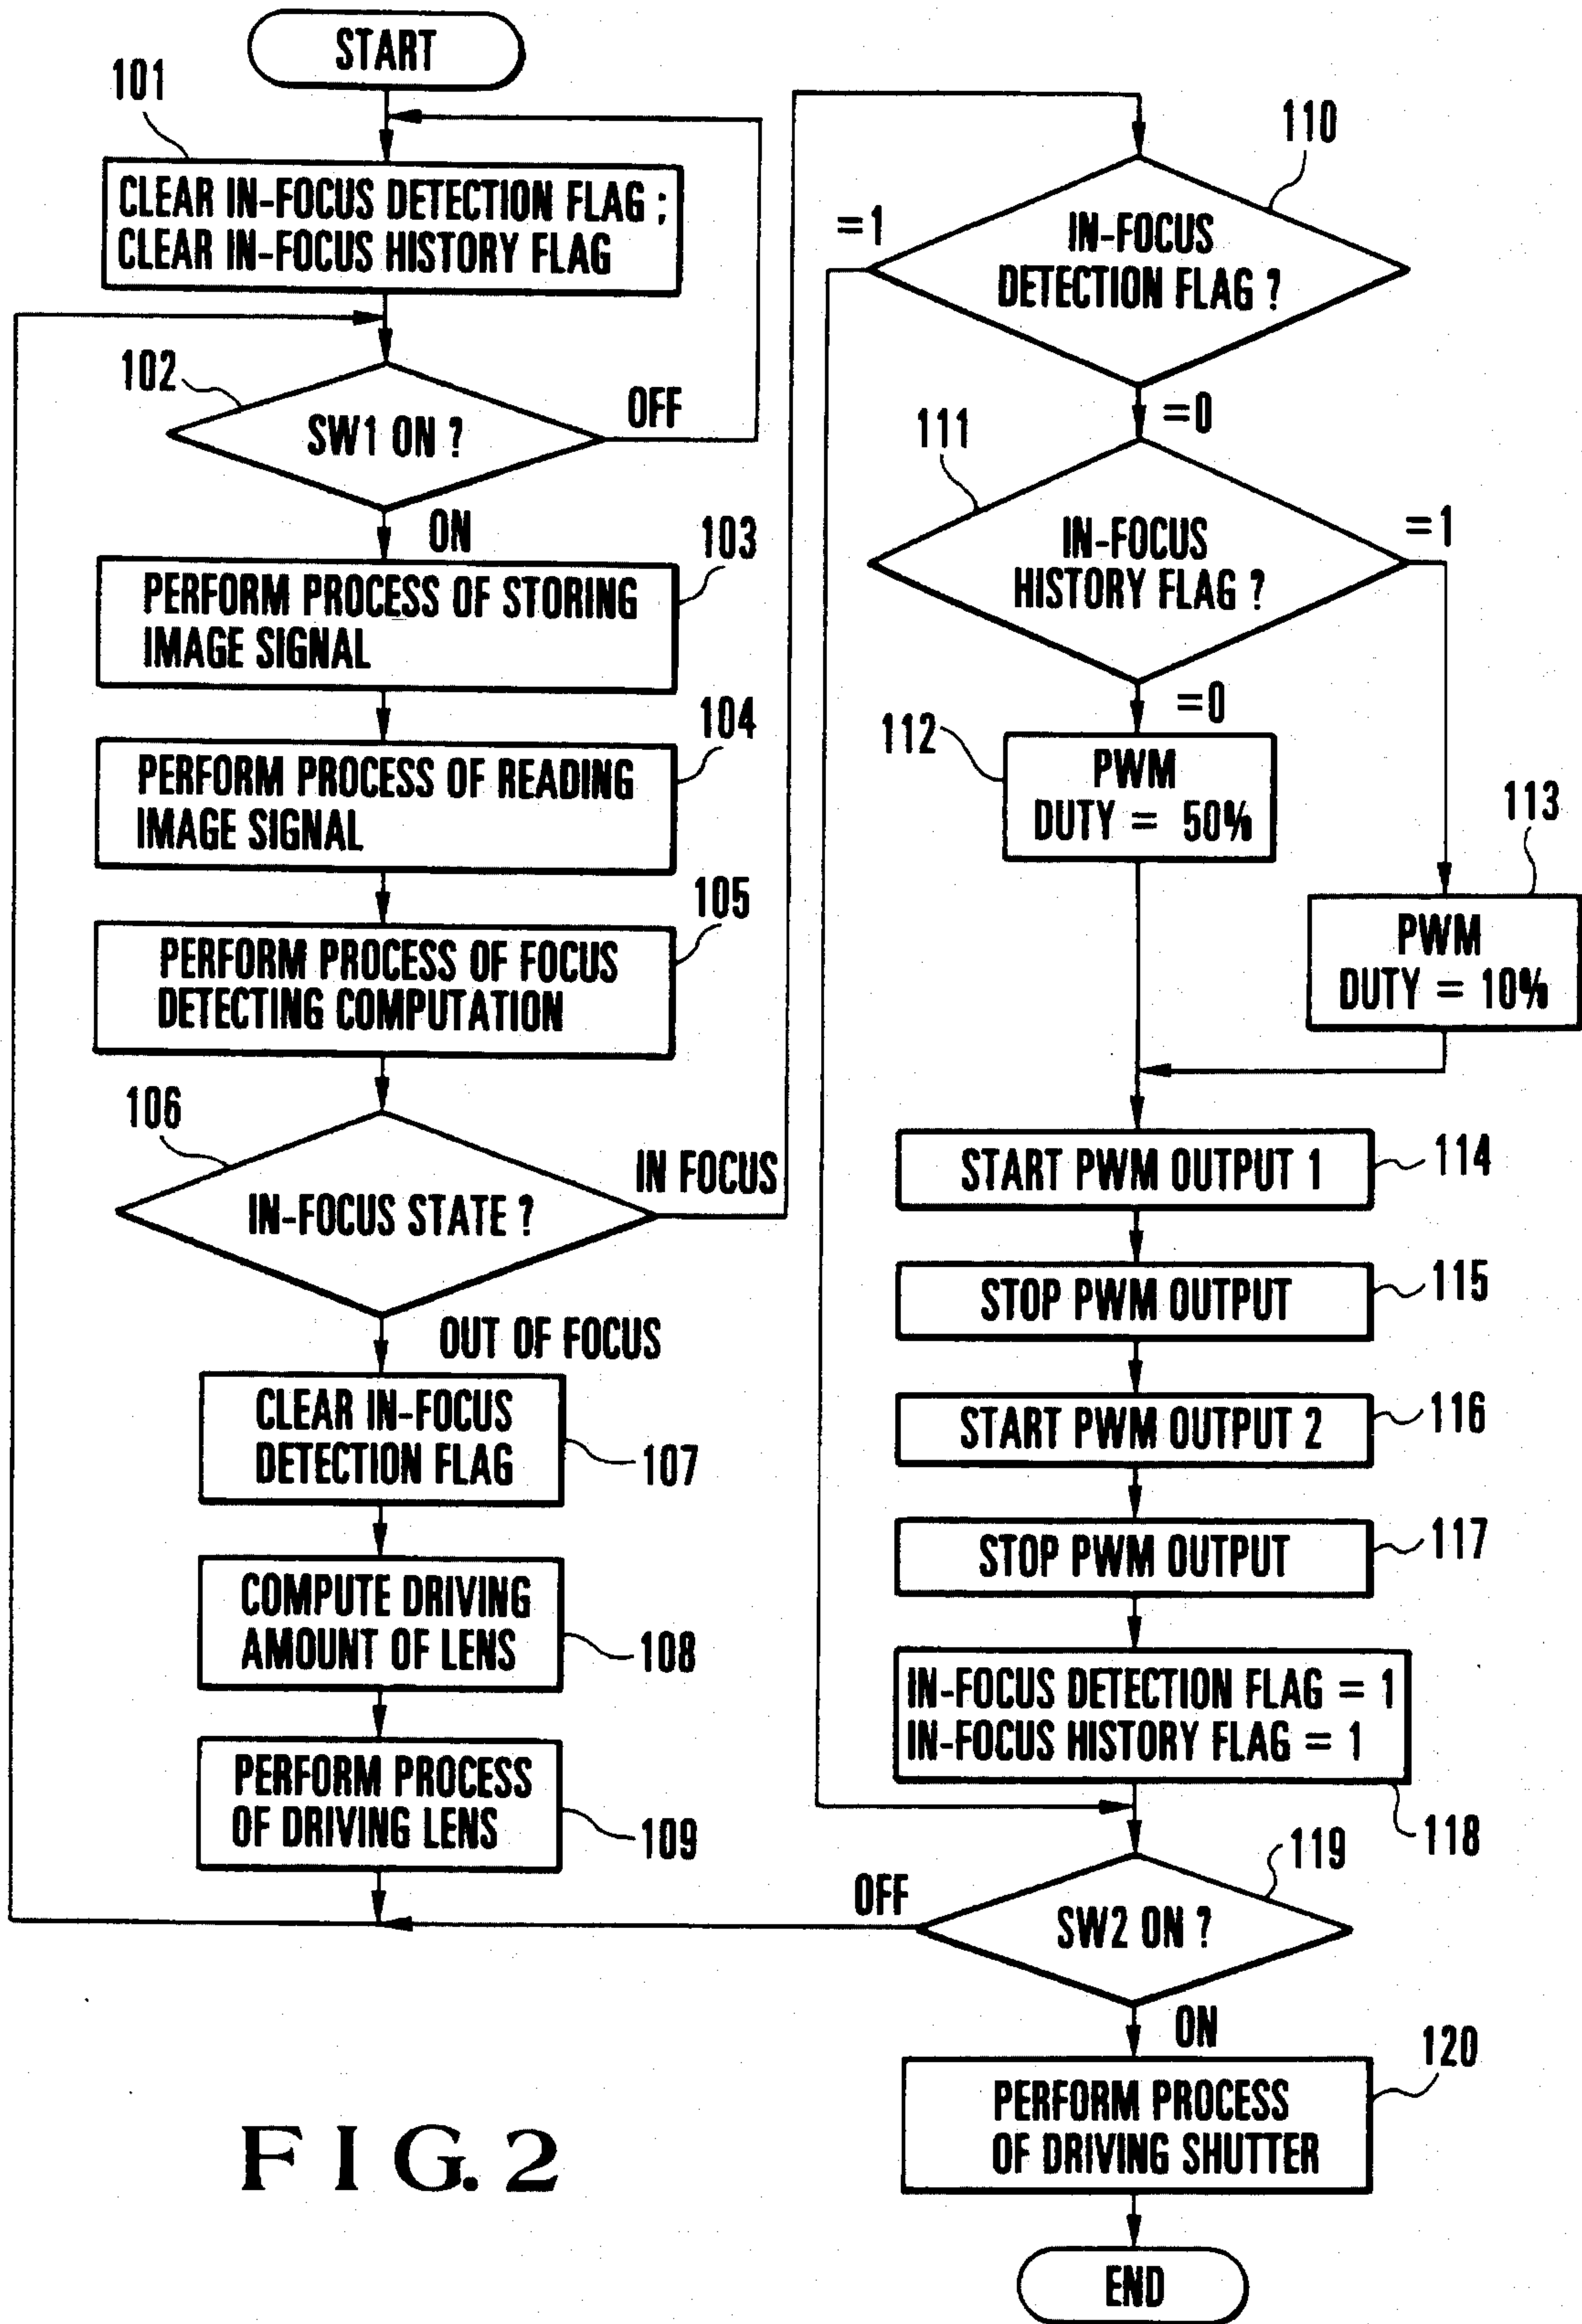 START
101
CLEAR IN-FOCUS DETECTION FLAG ;
CLEAR IN-FOCUS HISTORY FLAG
102
SW1 ON ?
OFF
ON
103
PERFORM PROCESS OF STORING
IMAGE SIGNAL
104
PERFORM PROCESS OF READING
IMAGE SIGNAL
105
PERFORM PROCESS OF FOCUS
DETECTING COMPUTATION
106
IN-FOCUS STATE ?
IN FOCUS
OUT OF FOCUS
CLEAR IN-FOCUS
DETECTION FLAG
107
COMPUTE DRIVING
AMOUNT OF LENS
108
PERFORM PROCESS
OF DRIVING LENS
109
110
=1
IN-FOCUS
DETECTION FLAG ?
=0
111
IN-FOCUS
HISTORY FLAG ?
=1
=0
112
PWM
DUTY = 50%
113
PWM
DUTY = 10%
START PWM OUTPUT 1
114
STOP PWM OUTPUT
115
START PWM OUTPUT 2
116
STOP PWM OUTPUT
117
IN-FOCUS DETECTION FLAG = 1
IN-FOCUS HISTORY FLAG = 1
118
119
OFF
SW2 ON ?
ON
120
PERFORM PROCESS
OF DRIVING SHUTTER
END
FIG.2